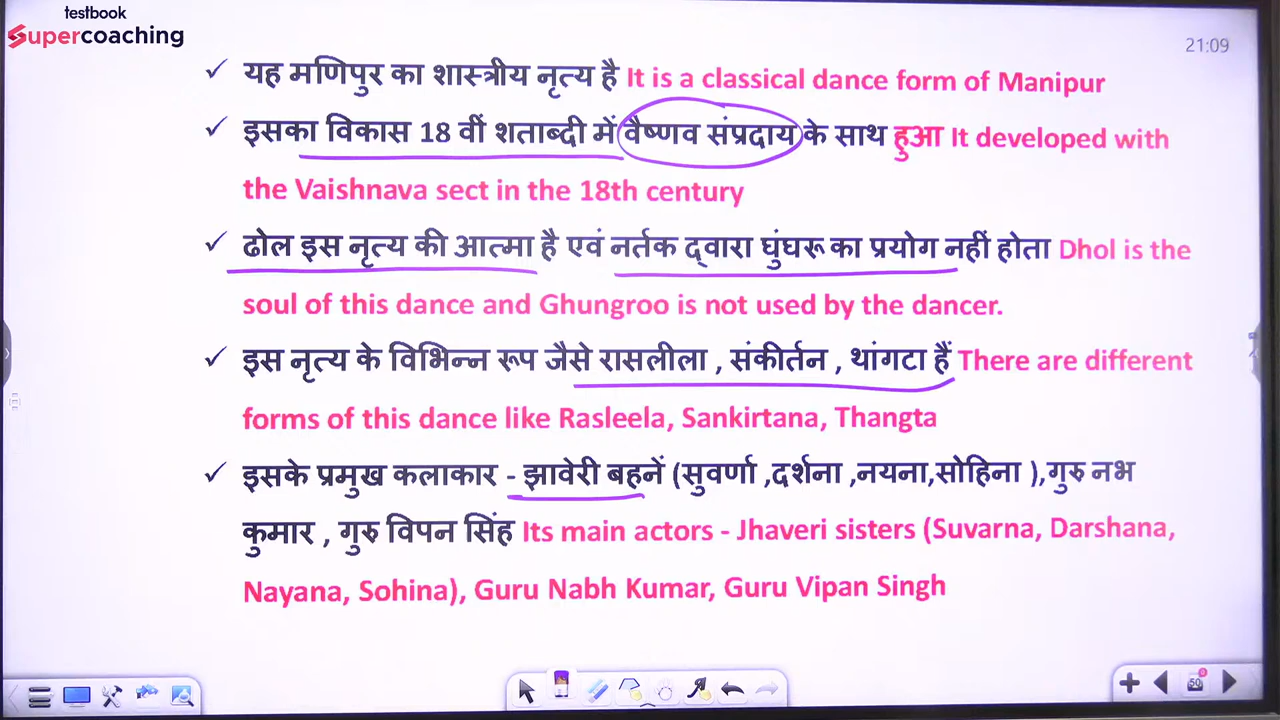 testbook
Supercoaching
21:09
✓ यह मणिपुर का शास्त्रीय नृत्य है It is a classical dance form of Manipur
✓ इसका विकास 18 वीं शताब्दी में वैष्णव संप्रदाय के साथ हुआ It developed with
the Vaishnava sect in the 18th century
✓ ढोल इस नृत्य की आत्मा है एवं नर्तक द्वारा घुंघरू का प्रयोग नहीं होता Dhol is the
soul of this dance and Ghungroo is not used by the dancer.
✓ इस नृत्य के विभिन्न रूप जैसे रासलीला , संकीर्तन , थांगटा हैं There are different
forms of this dance like Rasleela, Sankirtana, Thangta
✓ इसके प्रमुख कलाकार - झावेरी बहनें (सुवर्णा ,दर्शना ,नयना,सोहिना ),गुरु नभ
कुमार , गुरु विपन सिंह Its main actors - Jhaveri sisters (Suvarna, Darshana,
Nayana, Sohina), Guru Nabh Kumar, Guru Vipan Singh
50